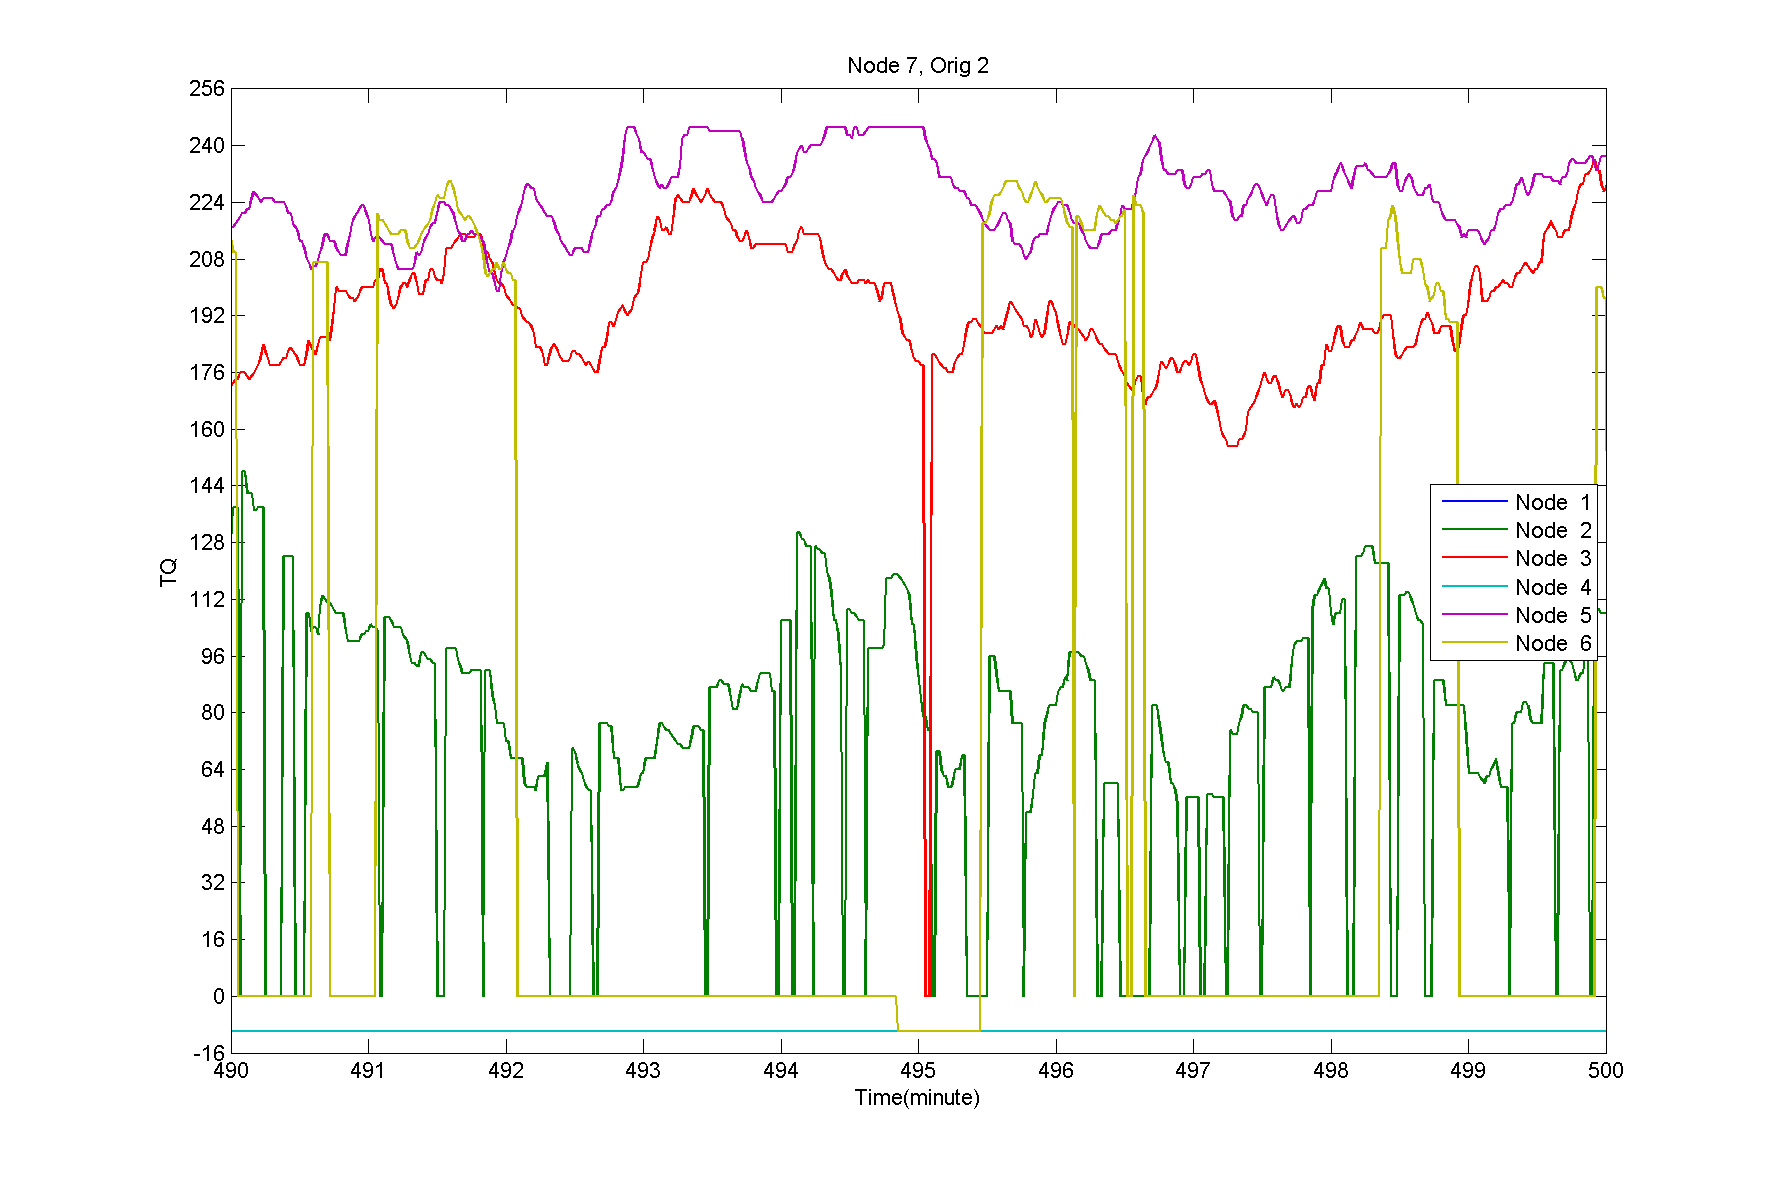 Node 7, Orig 2
256
240
224
208
192
176
160
144
128
112
96
80
64
48
32
16
0
-16
TQ
Node 1
Node 2
Node 3
Node 4
Node 5
Node 6
490 491 492 493 494 495 496 497 498 499 500
Time(minute)